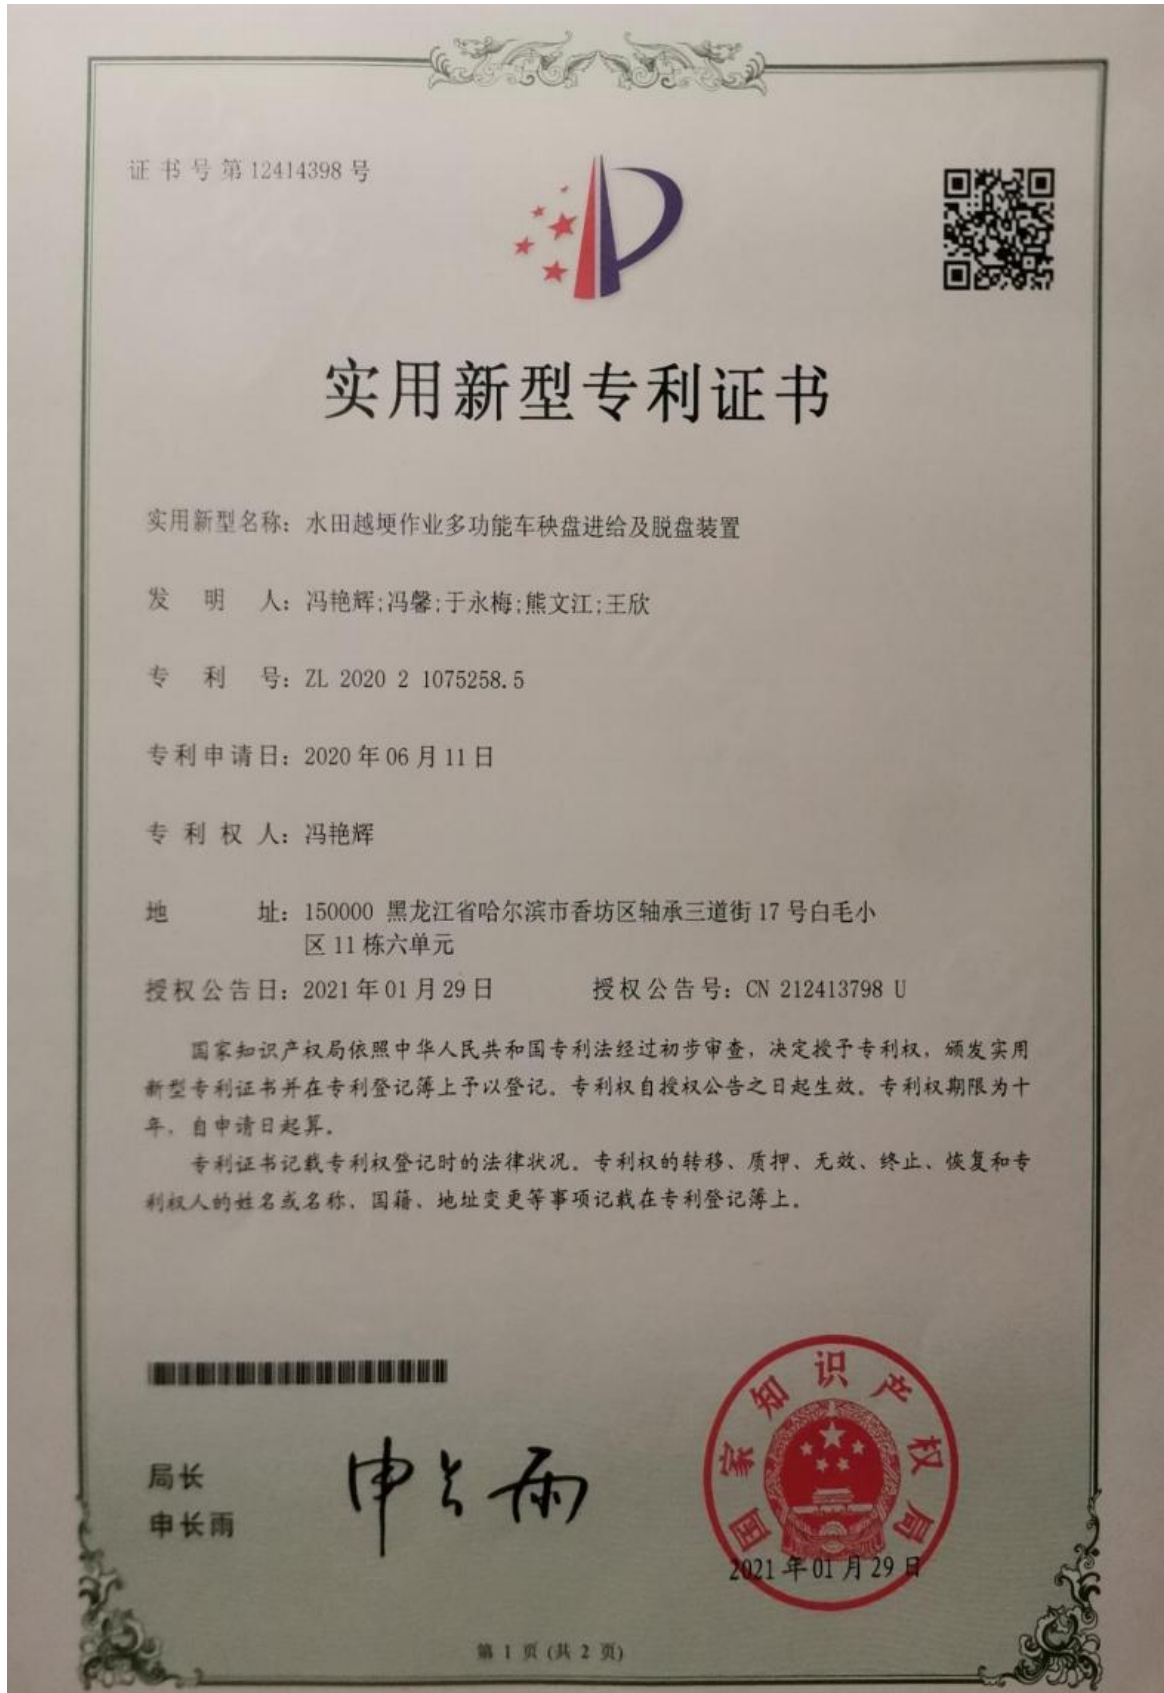 证书号第12414398号
实用新型专利证书
实用新型名称：水田越埂作业多功能车秧盘进给及脱盘装置
发明人：冯艳辉;冯馨;于永梅;熊文江;王欣
专利号：ZL 2020 2 1075258.5
专利申请日：2020年06月11日
专利权人：冯艳辉
地址：150000 黑龙江省哈尔滨市香坊区轴承三道街17号白毛小
区11栋六单元
授权公告日：2021年01月29日 授权公告号：CN 212413798 U
国家知识产权局依照中华人民共和国专利法经过初步审查，决定授予专利权，颁发实用
新型专利证书并在专利登记簿上予以登记。专利权自授权公告之日起生效。专利权期限为十
年，自申请日起算。
专利证书记载专利权登记时的法律状况。专利权的转移、质押、无效、终止、恢复和专
利权人的姓名或名称、国籍、地址变更等事项记载在专利登记簿上。
局长
申长雨
申长雨
国家知识产权局
2021年01月29日
第1页(共2页)